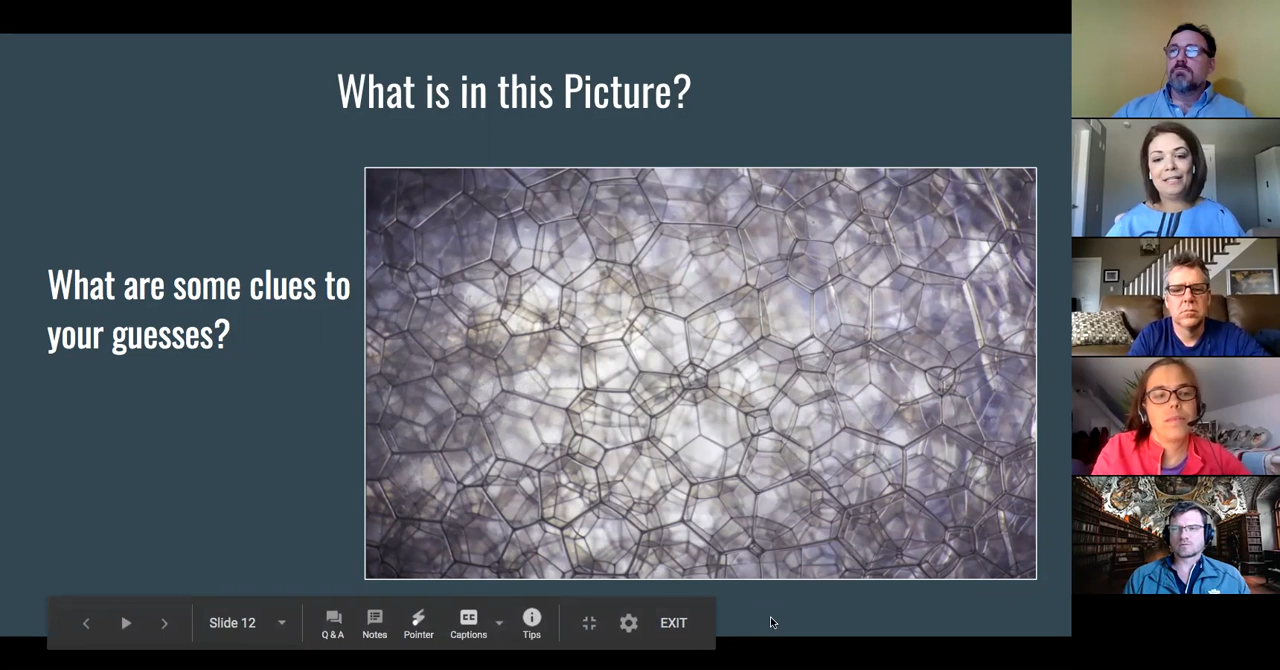 What is in this Picture?
What are some clues to
your guesses?
Slide 12
Q & A
Notes
Pointer
CC
Captions
Tips
EXIT